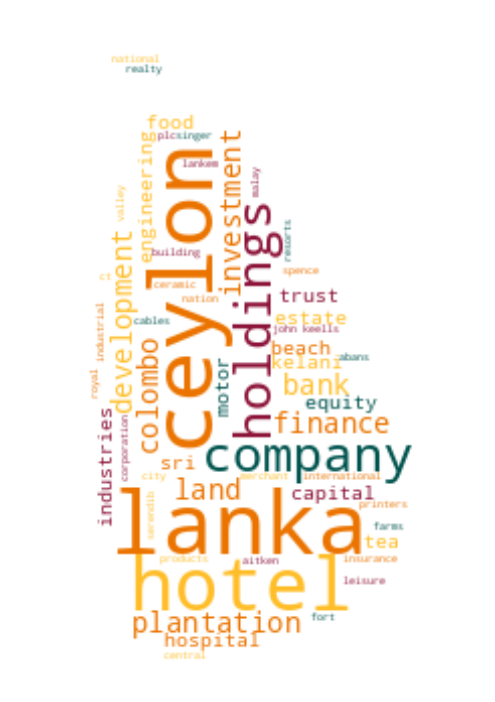 national
realty
food
plc
singer
engineering
lankem
ceylon
investment
malay
valley
holdings
building
resorts
development
spence
ceramic
nation
trust
industrial
cables
estate
john keells
colombo
motor
beach
abans
kelani
royal
bank
equity
industries
corporation
finance
company
sri
city
merchant
international
land
capital
serendib
printers
lanka
farms
tea
products
aitken
insurance
hotel
leisure
plantation
fort
hospital
central